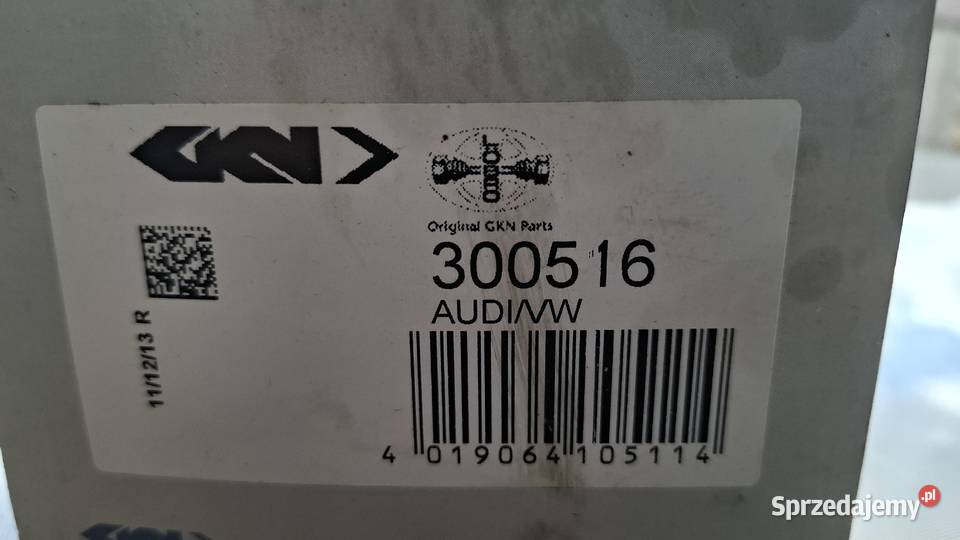 GKN
Original GKN Parts
300516
AUDI/VW
11/12/13 R
4 019064 105114
Sprzedajemy.pl